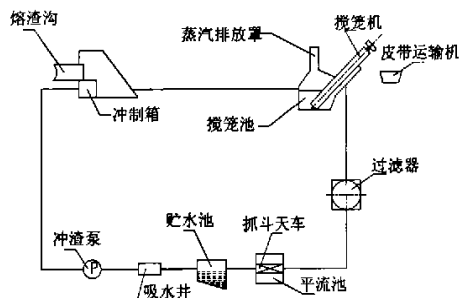 熔渣沟
冲制箱
蒸汽排放罩
搅笼机
皮带运输机
搅笼池
过滤器
贮水池
抓斗天车
冲渣泵
P
吸水井
平流池